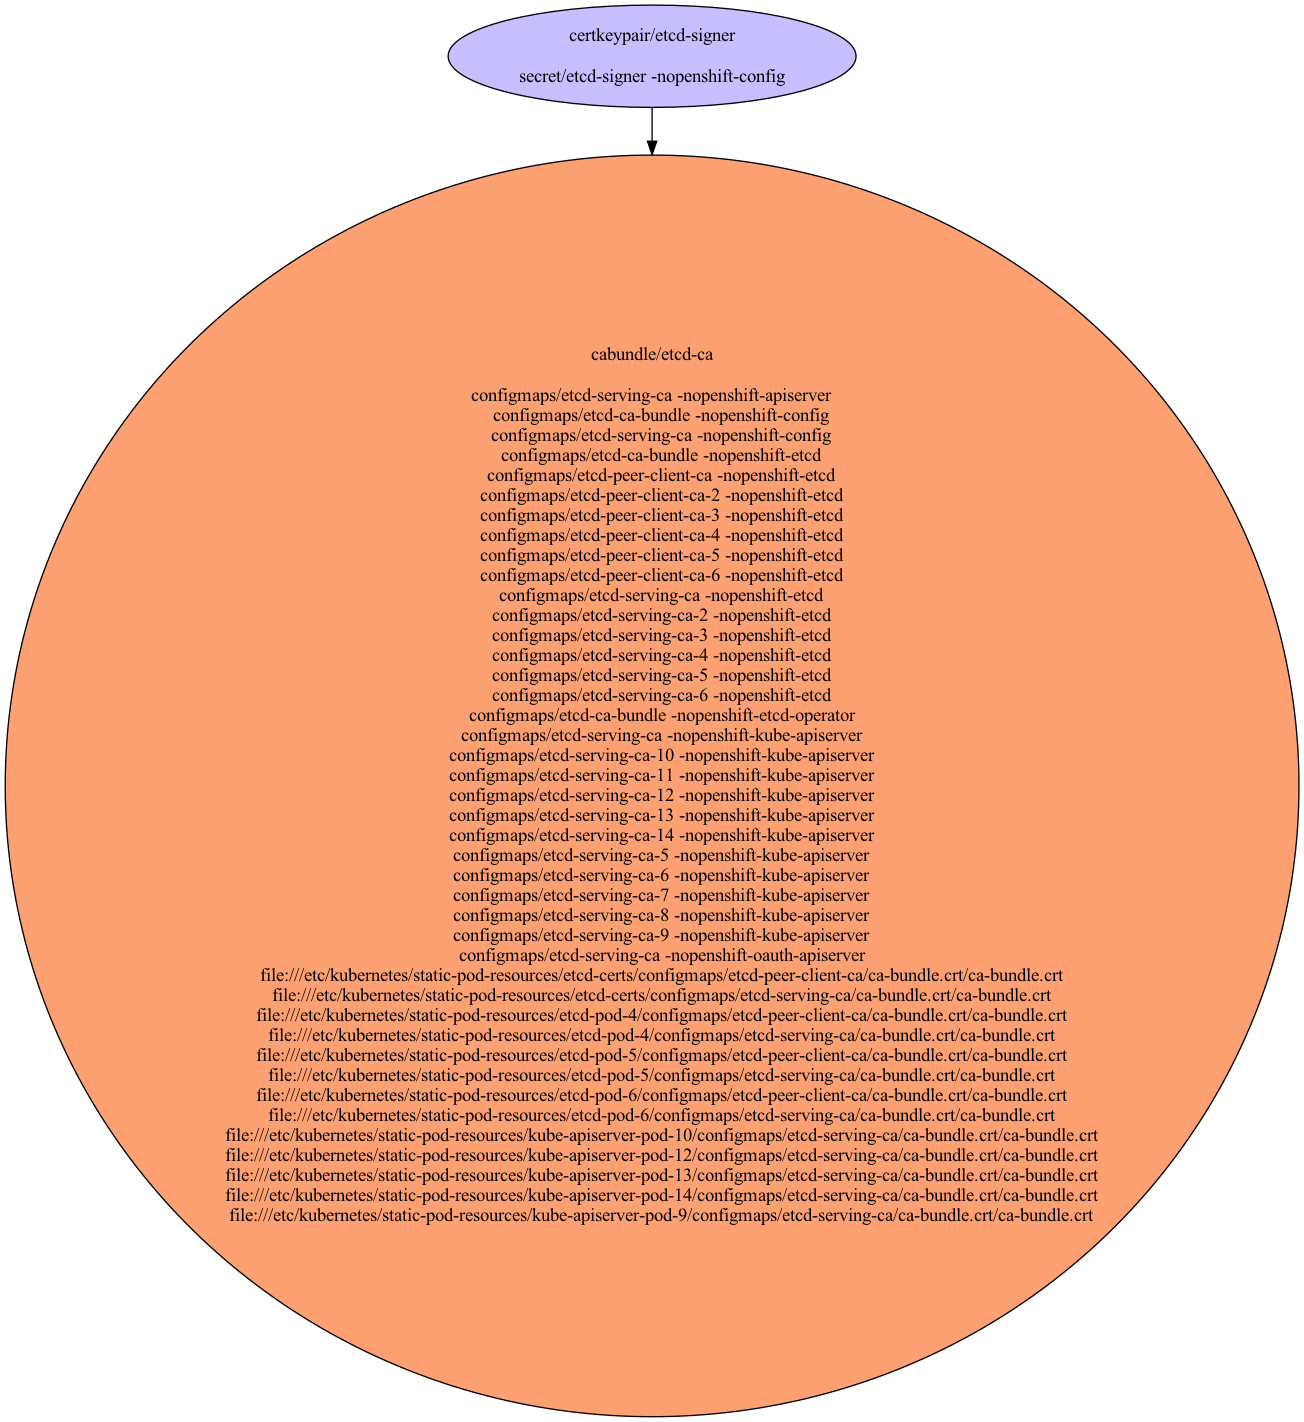 certkeypair/etcd-signer
secret/etcd-signer -nopenshift-config
cabundle/etcd-ca
configmaps/etcd-serving-ca -nopenshift-apiserver
configmaps/etcd-ca-bundle -nopenshift-config
configmaps/etcd-serving-ca -nopenshift-config
configmaps/etcd-ca-bundle -nopenshift-etcd
configmaps/etcd-peer-client-ca -nopenshift-etcd
configmaps/etcd-peer-client-ca-2 -nopenshift-etcd
configmaps/etcd-peer-client-ca-3 -nopenshift-etcd
configmaps/etcd-peer-client-ca-4 -nopenshift-etcd
configmaps/etcd-peer-client-ca-5 -nopenshift-etcd
configmaps/etcd-peer-client-ca-6 -nopenshift-etcd
configmaps/etcd-serving-ca -nopenshift-etcd
configmaps/etcd-serving-ca-2 -nopenshift-etcd
configmaps/etcd-serving-ca-3 -nopenshift-etcd
configmaps/etcd-serving-ca-4 -nopenshift-etcd
configmaps/etcd-serving-ca-5 -nopenshift-etcd
configmaps/etcd-serving-ca-6 -nopenshift-etcd
configmaps/etcd-ca-bundle -nopenshift-etcd-operator
configmaps/etcd-serving-ca -nopenshift-kube-apiserver
configmaps/etcd-serving-ca-10 -nopenshift-kube-apiserver
configmaps/etcd-serving-ca-11 -nopenshift-kube-apiserver
configmaps/etcd-serving-ca-12 -nopenshift-kube-apiserver
configmaps/etcd-serving-ca-13 -nopenshift-kube-apiserver
configmaps/etcd-serving-ca-14 -nopenshift-kube-apiserver
configmaps/etcd-serving-ca-5 -nopenshift-kube-apiserver
configmaps/etcd-serving-ca-6 -nopenshift-kube-apiserver
configmaps/etcd-serving-ca-7 -nopenshift-kube-apiserver
configmaps/etcd-serving-ca-8 -nopenshift-kube-apiserver
configmaps/etcd-serving-ca-9 -nopenshift-kube-apiserver
configmaps/etcd-serving-ca -nopenshift-oauth-apiserver
file:///etc/kubernetes/static-pod-resources/etcd-certs/configmaps/etcd-peer-client-ca/ca-bundle.crt/ca-bundle.crt
file:///etc/kubernetes/static-pod-resources/etcd-certs/configmaps/etcd-serving-ca/ca-bundle.crt/ca-bundle.crt
file:///etc/kubernetes/static-pod-resources/etcd-pod-4/configmaps/etcd-peer-client-ca/ca-bundle.crt/ca-bundle.crt
file:///etc/kubernetes/static-pod-resources/etcd-pod-4/configmaps/etcd-serving-ca/ca-bundle.crt/ca-bundle.crt
file:///etc/kubernetes/static-pod-resources/etcd-pod-5/configmaps/etcd-peer-client-ca/ca-bundle.crt/ca-bundle.crt
file:///etc/kubernetes/static-pod-resources/etcd-pod-5/configmaps/etcd-serving-ca/ca-bundle.crt/ca-bundle.crt
file:///etc/kubernetes/static-pod-resources/etcd-pod-6/configmaps/etcd-peer-client-ca/ca-bundle.crt/ca-bundle.crt
file:///etc/kubernetes/static-pod-resources/etcd-pod-6/configmaps/etcd-serving-ca/ca-bundle.crt/ca-bundle.crt
file:///etc/kubernetes/static-pod-resources/kube-apiserver-pod-10/configmaps/etcd-serving-ca/ca-bundle.crt/ca-bundle.crt
file:///etc/kubernetes/static-pod-resources/kube-apiserver-pod-12/configmaps/etcd-serving-ca/ca-bundle.crt/ca-bundle.crt
file:///etc/kubernetes/static-pod-resources/kube-apiserver-pod-13/configmaps/etcd-serving-ca/ca-bundle.crt/ca-bundle.crt
file:///etc/kubernetes/static-pod-resources/kube-apiserver-pod-14/configmaps/etcd-serving-ca/ca-bundle.crt/ca-bundle.crt
file:///etc/kubernetes/static-pod-resources/kube-apiserver-pod-9/configmaps/etcd-serving-ca/ca-bundle.crt/ca-bundle.crt